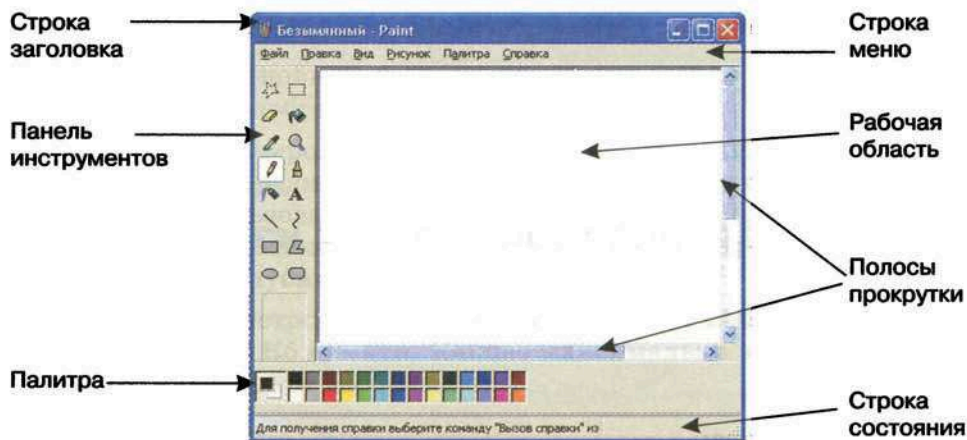 Строка
заголовка
Безымянный - Paint
Строка
меню
Файл Правка Вид Рисунок Палитра Справка
Панель
инструментов
Рабочая
область
A
Полосы
прокрутки
Палитра
Для получения справки выберите команду "Вызов справки" из
Строка
состояния